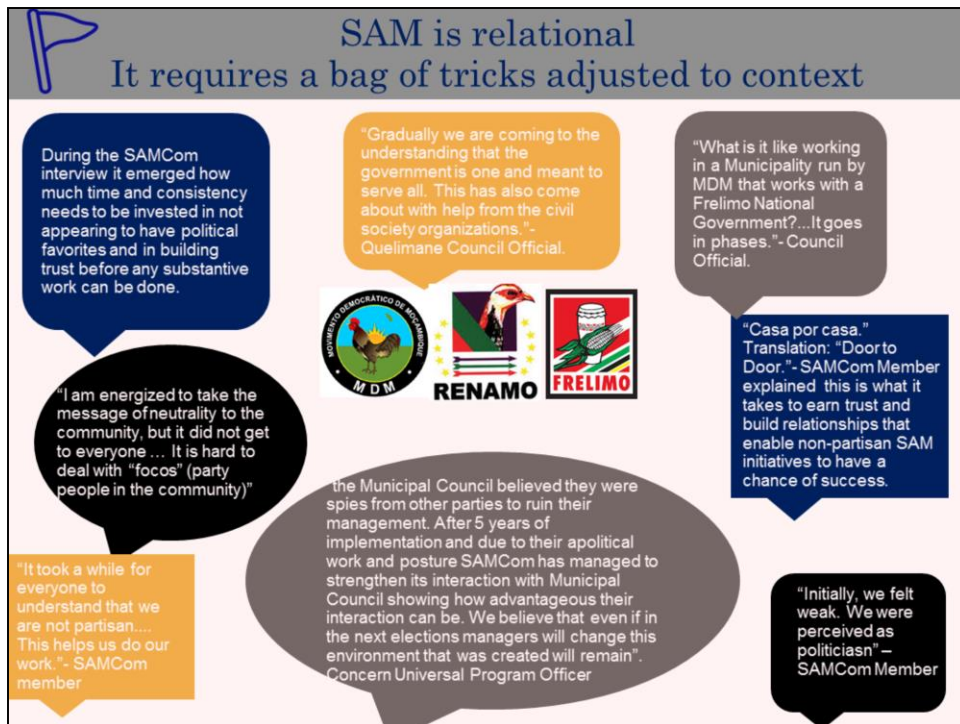 SAM is relational
It requires a bag of tricks adjusted to context
During the SAMCom
interview it emerged how
much time and consistency
needs to be invested in not
appearing to have political
favorites and in building
trust before any substantive
work can be done.
“Gradually we are coming to the
understanding that the
government is one and meant to
serve all. This has also come
about with help from the civil
society organizations.”-
Quelimane Council Official.
“What is it like working
in a Municipality run by
MDM that works with a
Frelimo National
Government?...It goes
in phases.”- Council
Official.
MOVIMENTO DEMOCRÁTICO DE MOÇAMBIQUE
MDM
RENAMO
FRELIMO
“Casa por casa.”
Translation: “Door to
Door.”- SAMCom Member
explained this is what it
takes to earn trust and
build relationships that
enable non-partisan SAM
initiatives to have a
chance of success.
“I am energized to take the
message of neutrality to the
community, but it did not get
to everyone … It is hard to
deal with “focos” (party
people in the community)”
the Municipal Council believed they were
spies from other parties to ruin their
management. After 5 years of
implementation and due to their apolitical
work and posture SAMCom has managed to
strengthen its interaction with Municipal
Council showing how advantageous their
interaction can be. We believe that even if in
the next elections managers will change this
environment that was created will remain”.
Concern Universal Program Officer
“It took a while for
everyone to
understand that we
are not partisan....
This helps us do our
work.”- SAMCom
member
“Initially, we felt
weak. We were
perceived as
politiciasn” –
SAMCom Member